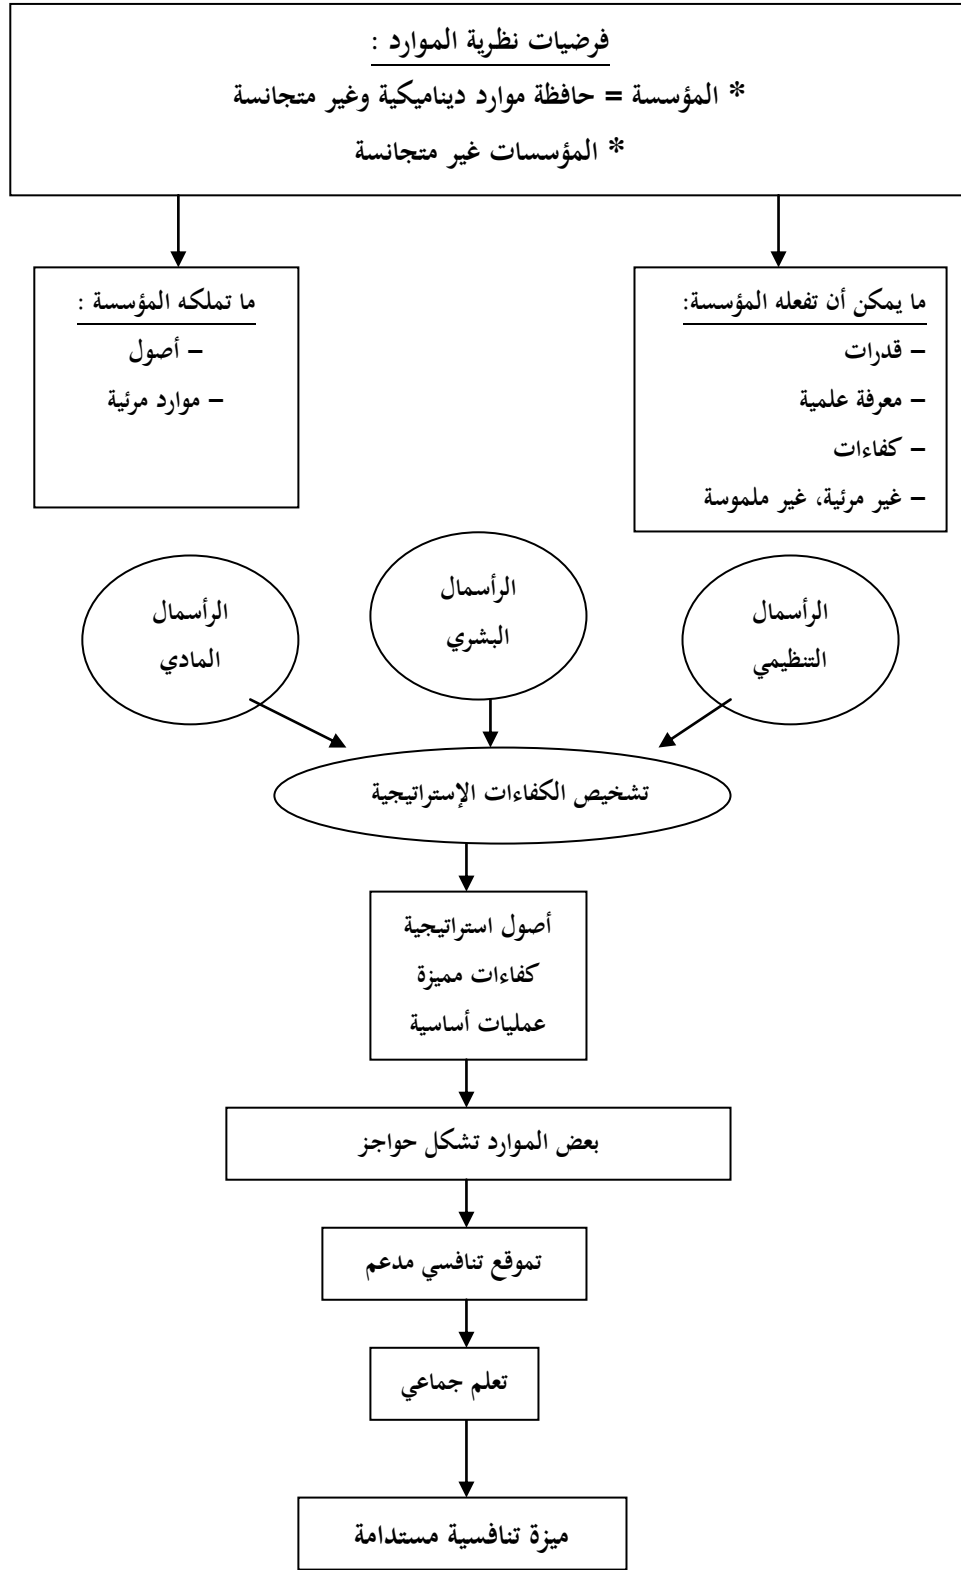 فرضيات نظرية الموارد :
* المؤسسة = حافظة موارد ديناميكية وغير متجانسة
* المؤسسات غير متجانسة
ما يمكن أن تفعله المؤسسة:
– قدرات
– معرفة علمية
– كفاءات
– غير مرئية، غير ملموسة
ما تملكه المؤسسة :
– أصول
– موارد مرئية
الرأسمال
التنظيمي
الرأسمال
البشري
الرأسمال
المادي
تشخيص الكفاءات الإستراتيجية
أصول استراتيجية
كفاءات مميزة
عمليات أساسية
بعض الموارد تشكل حواجز
تموقع تنافسي مدعم
تعلم جماعي
ميزة تنافسية مستدامة